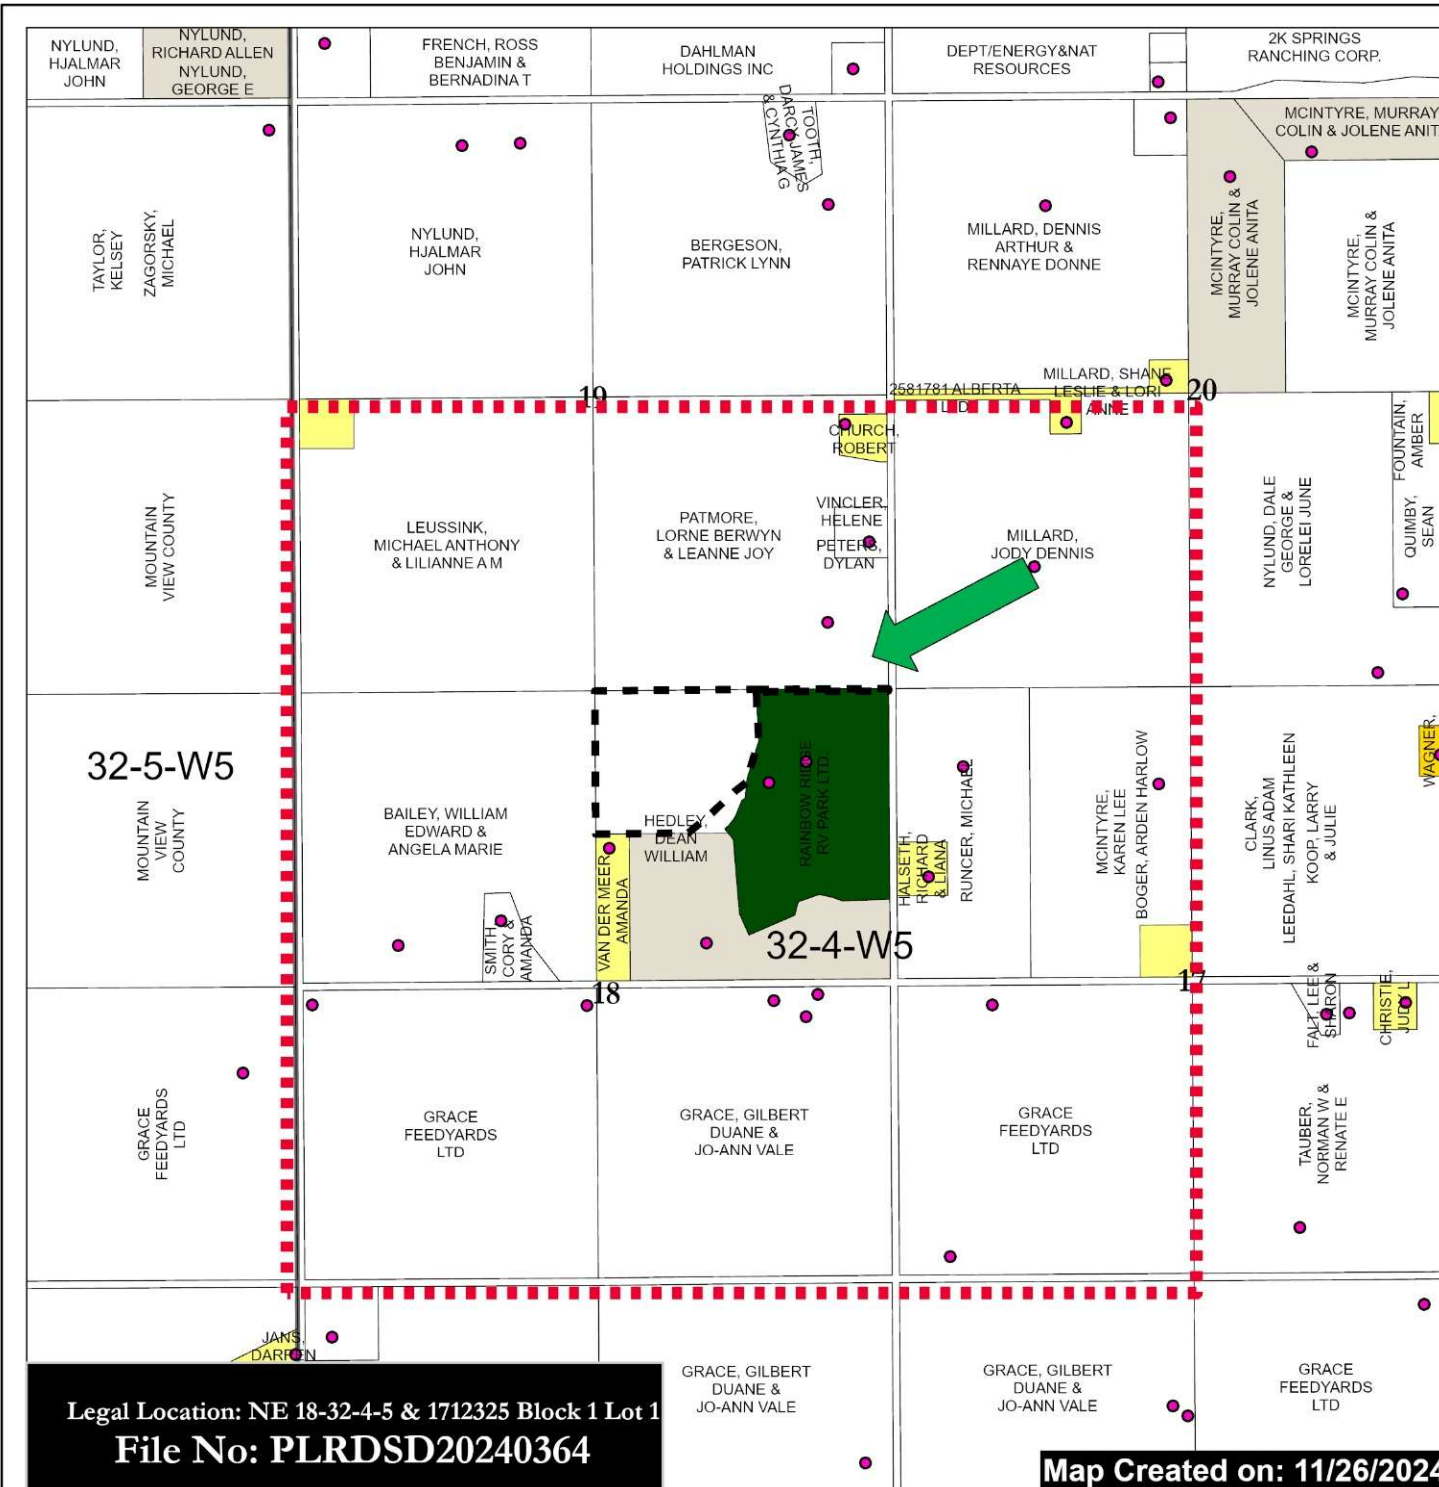 NYLUND,
HJALMAR
JOHN
NYLUND,
RICHARD ALLEN
NYLUND,
GEORGE E
FRENCH, ROSS
BENJAMIN &
BERNADINA T
DAHLMAN
HOLDINGS INC
DEPT/ENERGY&NAT
RESOURCES
2K SPRINGS
RANCHING CORP.
TAYLOR,
KELSEY
ZAGORSKY,
MICHAEL
NYLUND,
HJALMAR
JOHN
TOOTH,
DARCY JAMES
& CYNTHIA G
BERGESON,
PATRICK LYNN
MILLARD, DENNIS
ARTHUR &
RENNAYE DONNE
MCINTYRE, MURRAY
COLIN & JOLENE ANIT
MCINTYRE,
MURRAY COLIN &
JOLENE ANITA
MCINTYRE,
MURRAY COLIN &
JOLENE ANITA
19
2581781 ALBERTA
LTD
MILLARD, SHANE
LESLIE & LORI
ANNE
20
MOUNTAIN
VIEW COUNTY
LEUSSINK,
MICHAEL ANTHONY
& LILIANNE A M
PATMORE,
LORNE BERWYN
& LEANNE JOY
CHURCH,
ROBERT
VINCLER,
HELENE
PETERS,
DYLAN
MILLARD,
JODY DENNIS
NYLUND, DALE
GEORGE &
LORELEI JUNE
FOUNTAIN,
AMBER
QUIMBY,
SEAN
32-5-W5
MOUNTAIN
VIEW
COUNTY
BAILEY, WILLIAM
EDWARD &
ANGELA MARIE
SMITH,
CORY &
AMANDA
VAN DER MEER,
AMANDA
HEDLEY,
DEAN
WILLIAM
RAINBOW RIDGE
RV PARK LTD.
32-4-W5
HALSETH,
RICHARD
& LIANA
RUNCER, MICHAEL
MCINTYRE,
KAREN LEE
BOGER, ARDEN HARLOW
CLARK,
LINUS ADAM
LEEDAHL, SHARI KATHLEEN
KOOP, LARRY
& JULIE
WAGNER,
18
17
GRACE
FEEDYARDS
LTD
GRACE
FEEDYARDS
LTD
GRACE, GILBERT
DUANE &
JO-ANN VALE
GRACE
FEEDYARDS
LTD
FALT, LEE &
SHARON
CHRISTIE,
JUDY L
TAUBER,
NORMAN W &
RENATE E
JANS,
DARREN
GRACE, GILBERT
DUANE &
JO-ANN VALE
GRACE, GILBERT
DUANE &
JO-ANN VALE
GRACE
FEEDYARDS
LTD
Legal Location: NE 18-32-4-5 & 1712325 Block 1 Lot 1
File No: PLRDSD20240364
Map Created on: 11/26/2024